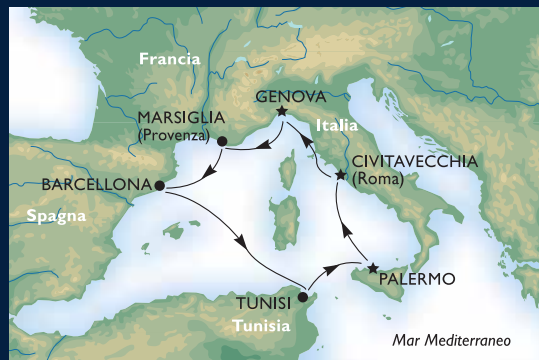 Francia
GENOVA
MARSIGLIA
(Provenza)
Italia
CIVITAVECCHIA
(Roma)
BARCELLONA
Spagna
PALERMO
TUNISI
Tunisia
Mar Mediterraneo